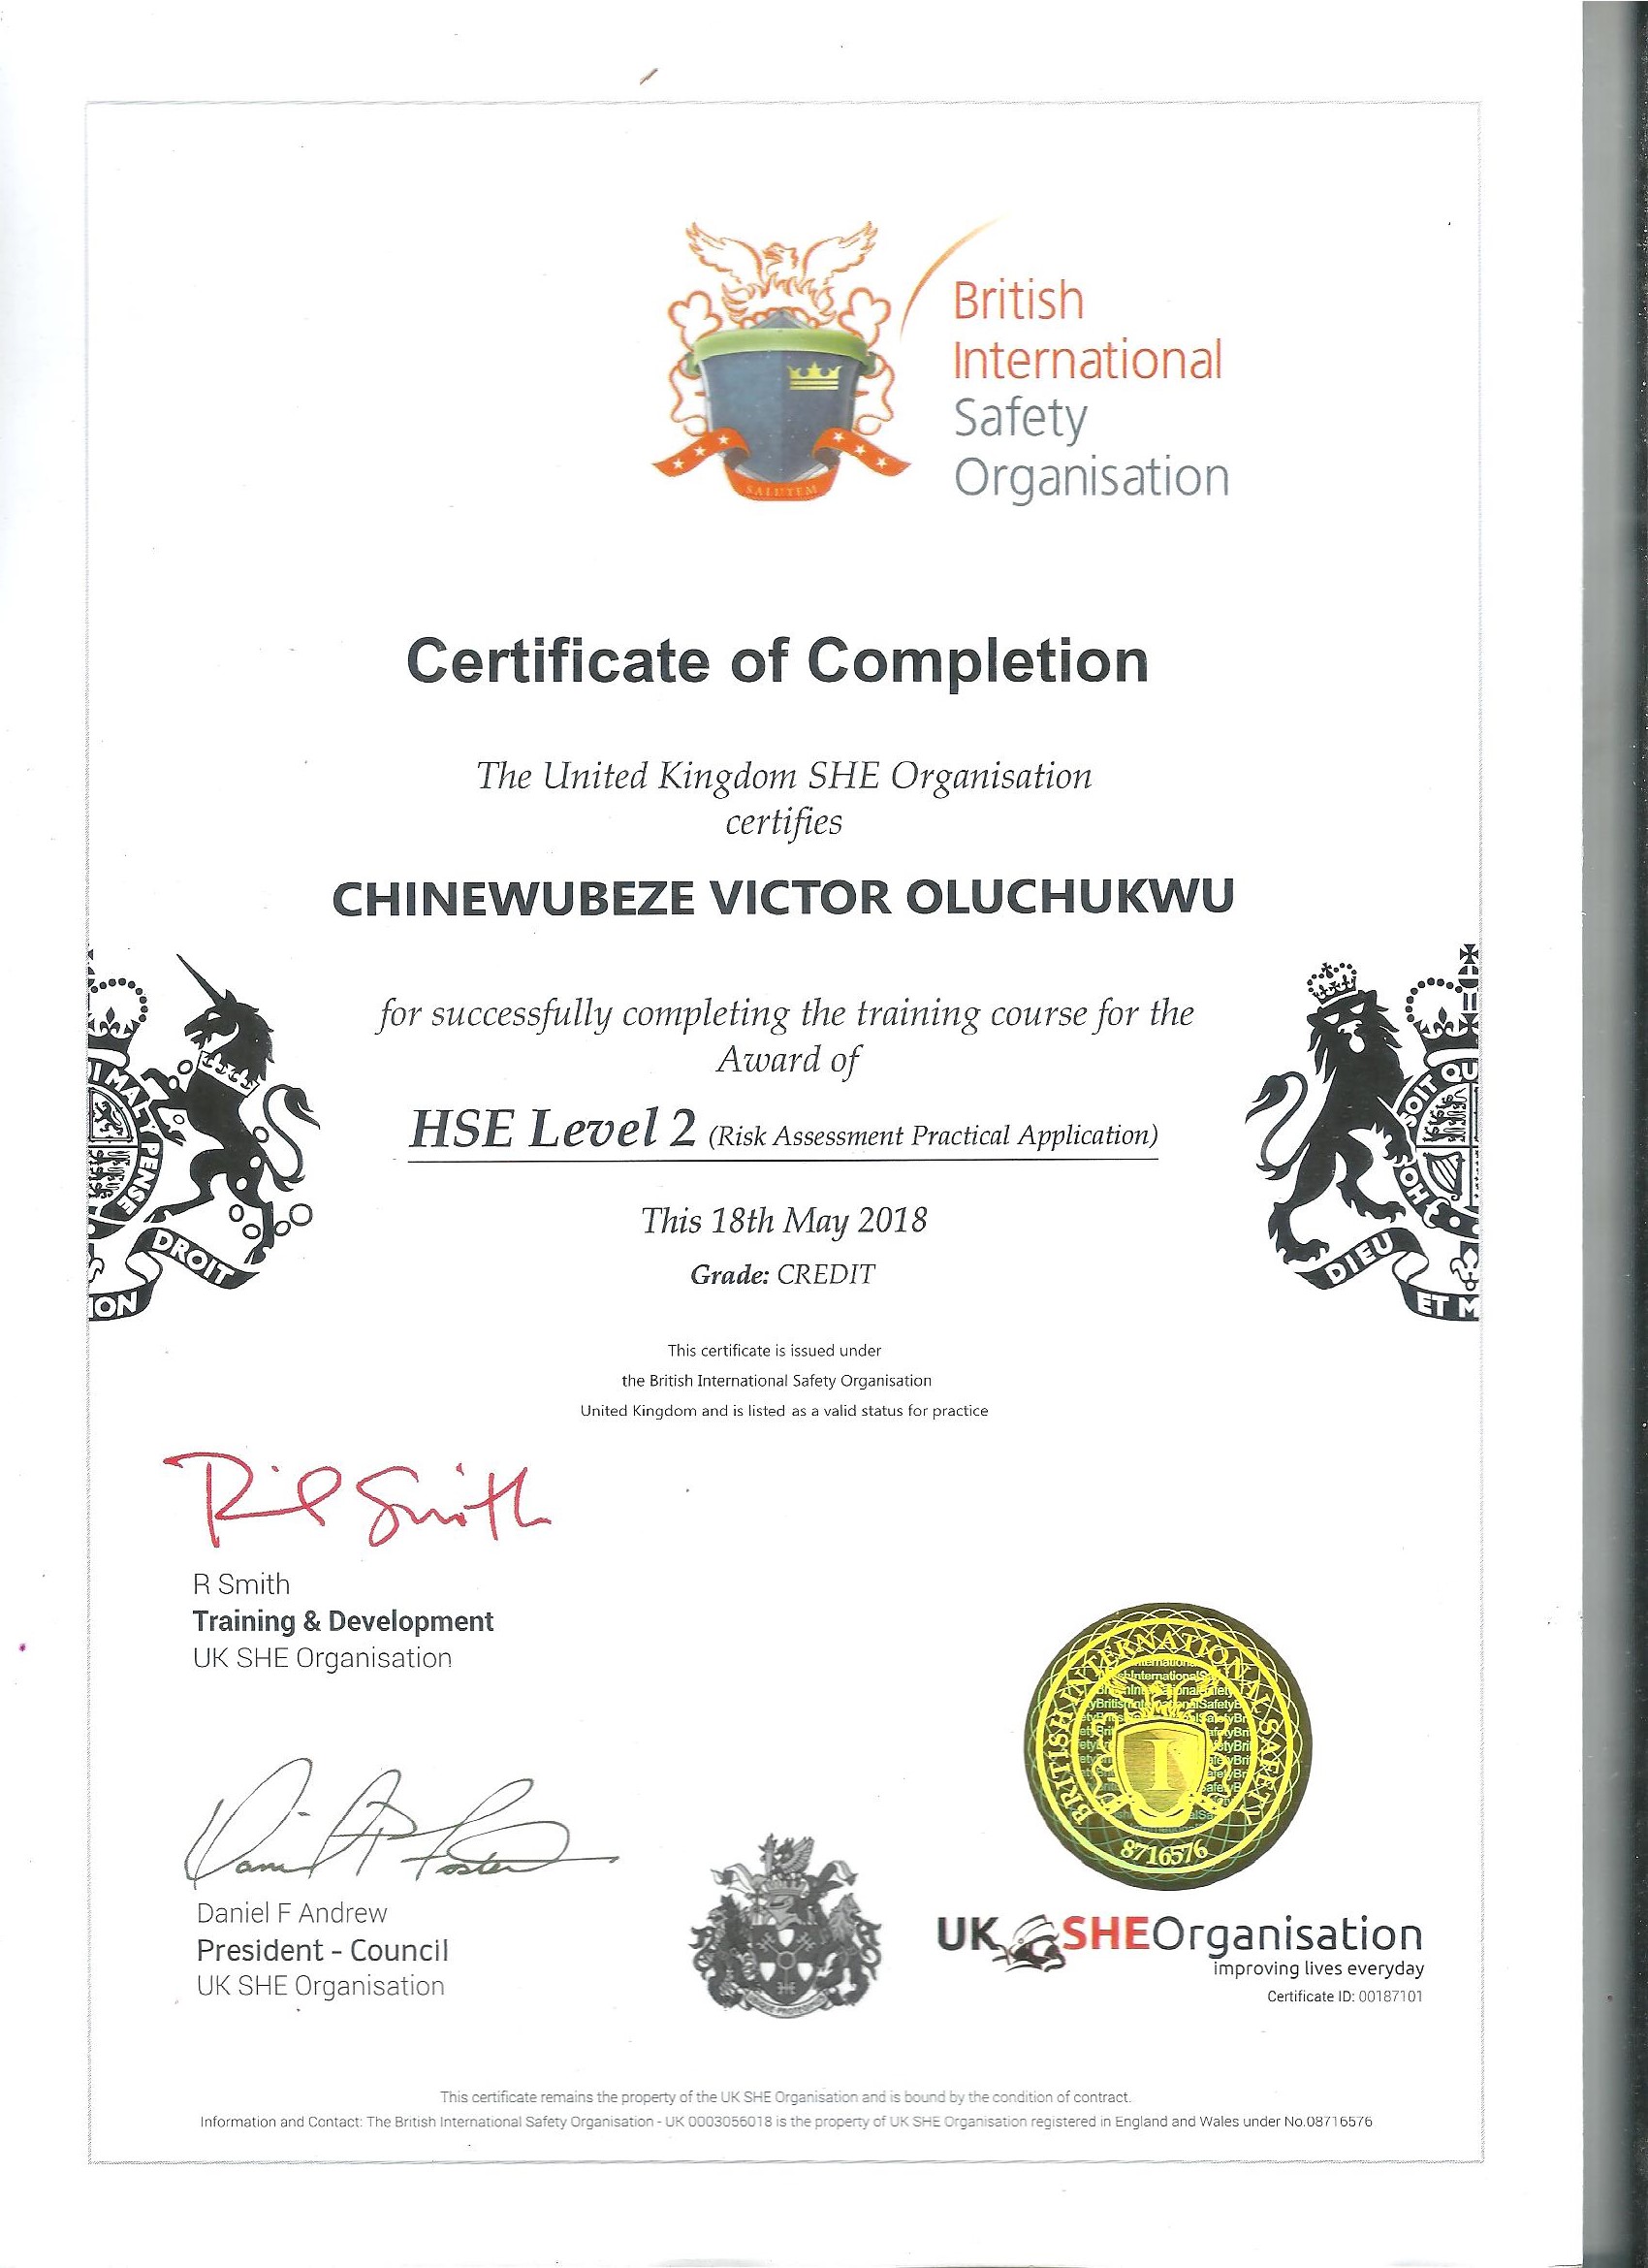 British
International
Safety
Organisation
SALUTEM
Certificate of Completion
The United Kingdom SHE Organisation
certifies
CHINEWUBEZE VICTOR OLUCHUKWU
for successfully completing the training course for the
Award of
HSE Level 2 (Risk Assessment Practical Application)
This 18th May 2018
Grade: CREDIT
I MAL Y PENSE
DROIT
ION
SOIT QU
HO
DIEU
ET M
This certificate is issued under
the British International Safety Organisation
United Kingdom and is listed as a valid status for practice
R Smith
Training & Development
UK SHE Organisation
BRITISH INTERNATIONAL SAFETY
I
8716576
Daniel F Andrew
President - Council
UK SHE Organisation
UK SHEOrganisation
improving lives everyday
Certificate ID: 00187101
This certificate remains the property of the UK SHE Organisation and is bound by the condition of contract.
Information and Contact: The British International Safety Organisation - UK 0003056018 is the property of UK SHE Organisation registered in England and Wales under No.08716576